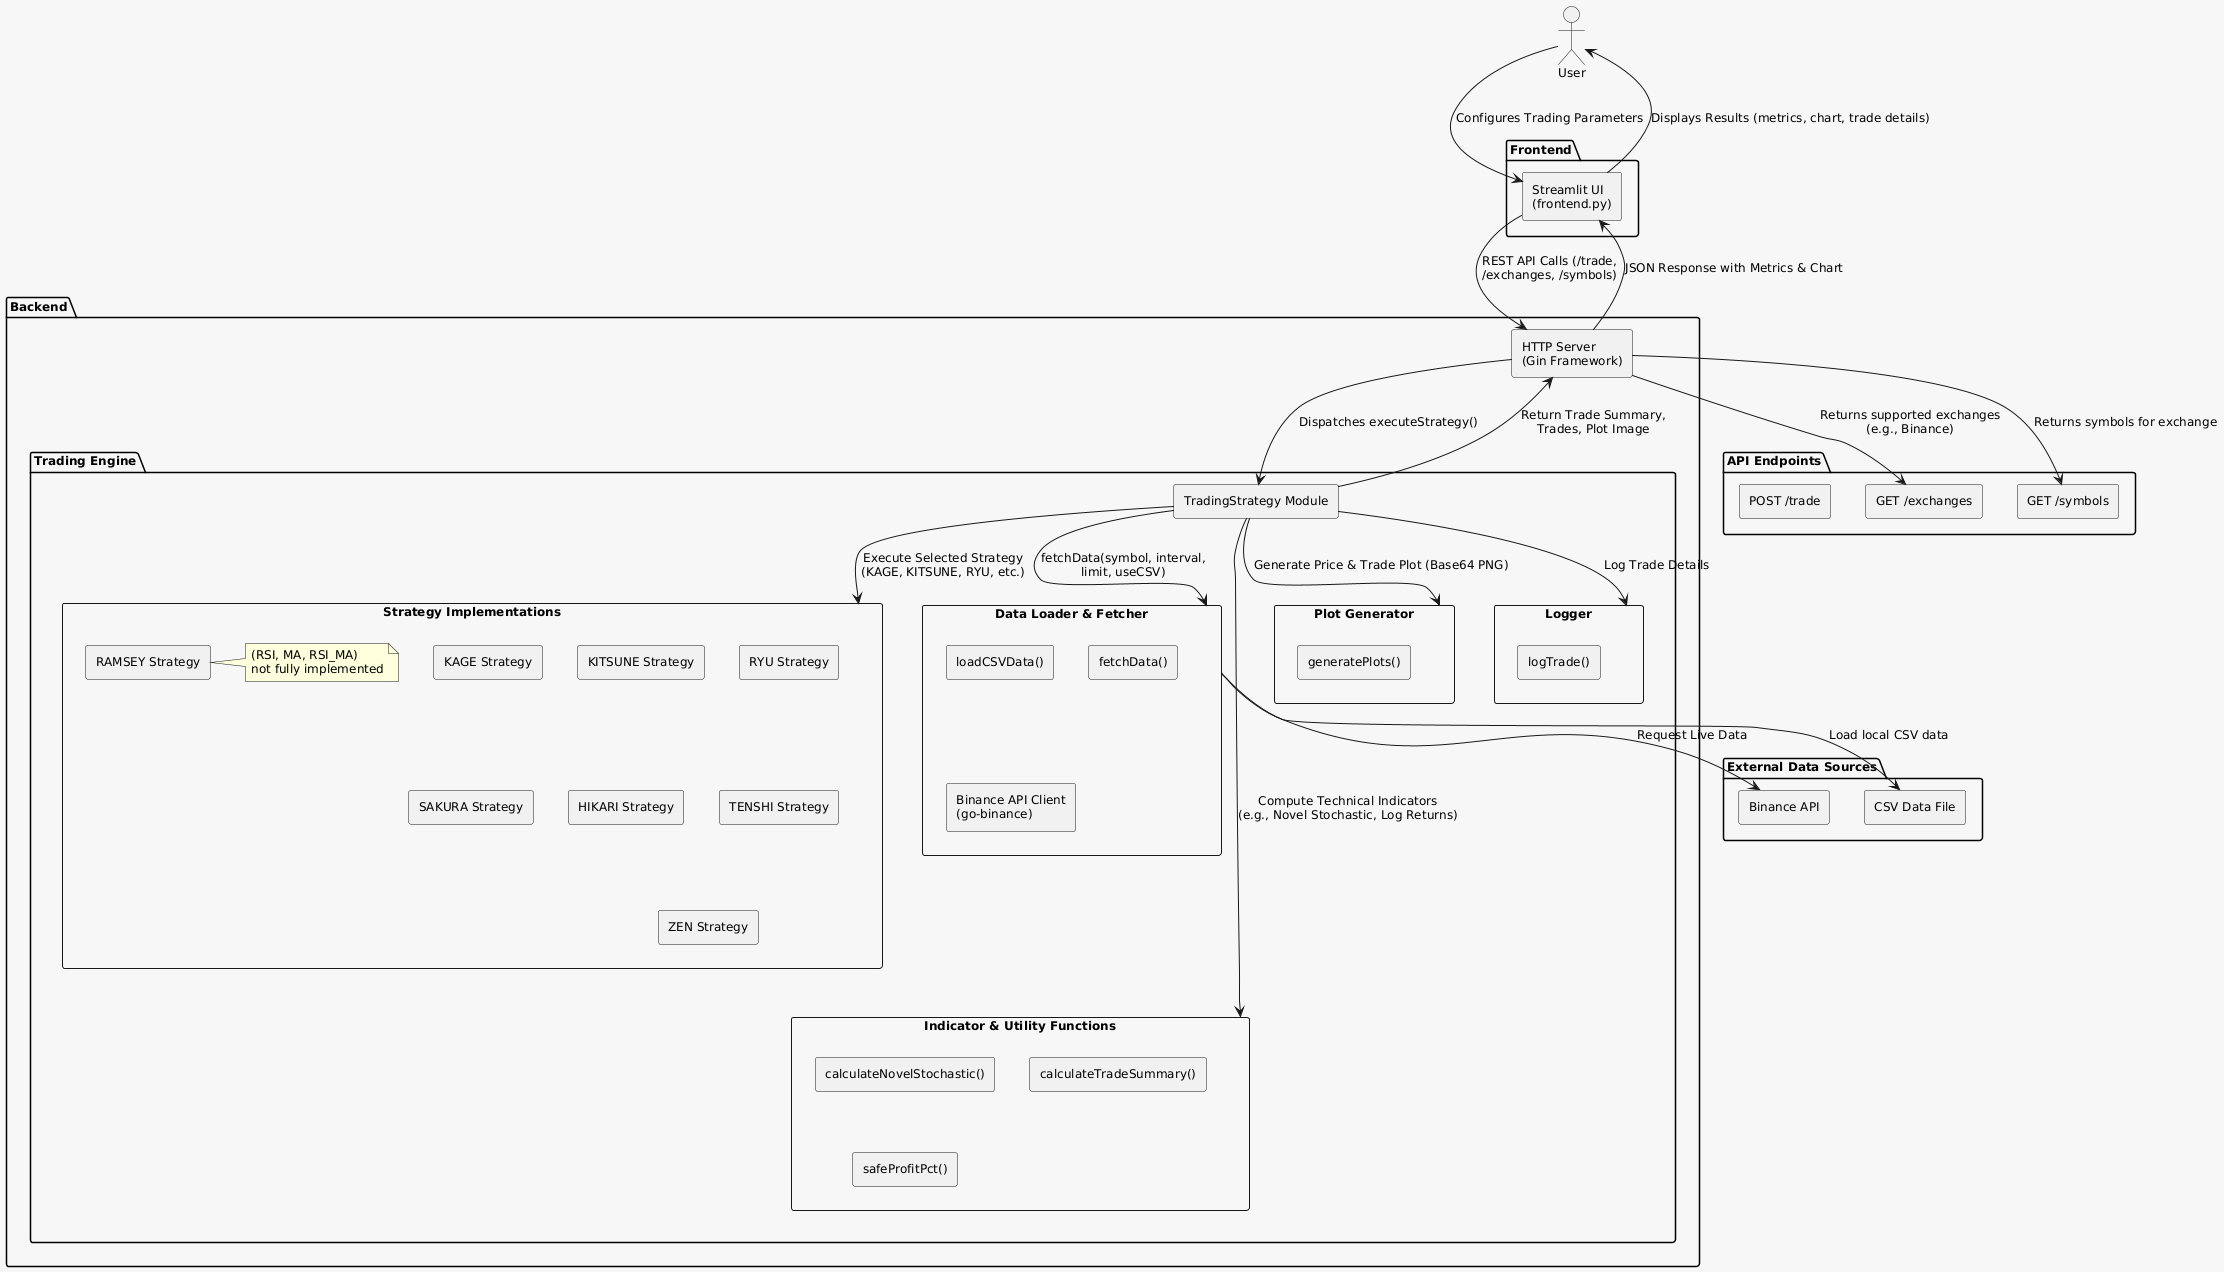 User
Configures Trading Parameters
Displays Results (metrics, chart, trade details)
Frontend
Streamlit UI
(frontend.py)
REST API Calls (/trade,
/exchanges, /symbols)
JSON Response with Metrics & Chart
Backend
HTTP Server
(Gin Framework)
Dispatches executeStrategy()
Return Trade Summary,
Trades, Plot Image
Returns supported exchanges
(e.g., Binance)
Returns symbols for exchange
Trading Engine
API Endpoints
TradingStrategy Module
POST /trade
GET /exchanges
GET /symbols
Execute Selected Strategy
(KAGE, KITSUNE, RYU, etc.)
fetchData(symbol, interval,
limit, useCSV)
Generate Price & Trade Plot (Base64 PNG)
Log Trade Details
Strategy Implementations
Data Loader & Fetcher
Plot Generator
Logger
RAMSEY Strategy
(RSI, MA, RSI_MA)
not fully implemented
KAGE Strategy
KITSUNE Strategy
RYU Strategy
loadCSVData()
fetchData()
generatePlots()
logTrade()
Request Live Data
Load local CSV data
External Data Sources
SAKURA Strategy
HIKARI Strategy
TENSHI Strategy
Binance API Client
(go-binance)
Compute Technical Indicators
(e.g., Novel Stochastic, Log Returns)
Binance API
CSV Data File
ZEN Strategy
Indicator & Utility Functions
calculateNovelStochastic()
calculateTradeSummary()
safeProfitPct()